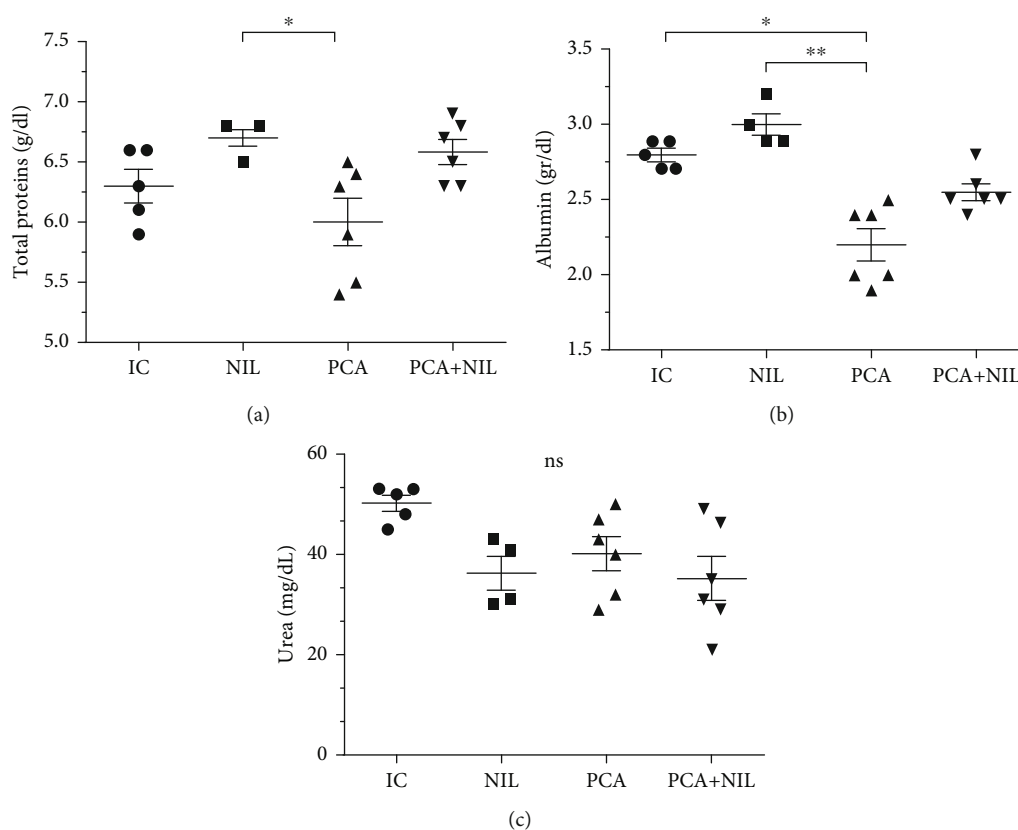 *
7.5
7.0
6.5
6.0
5.5
5.0
Total proteins (g/dl)
IC NIL PCA PCA+NIL
(a)
*
**
3.5
3.0
2.5
2.0
1.5
Albumin (gr/dl)
IC NIL PCA PCA+NIL
(b)
ns
60
40
20
0
Urea (mg/dL)
IC NIL PCA PCA+NIL
(c)